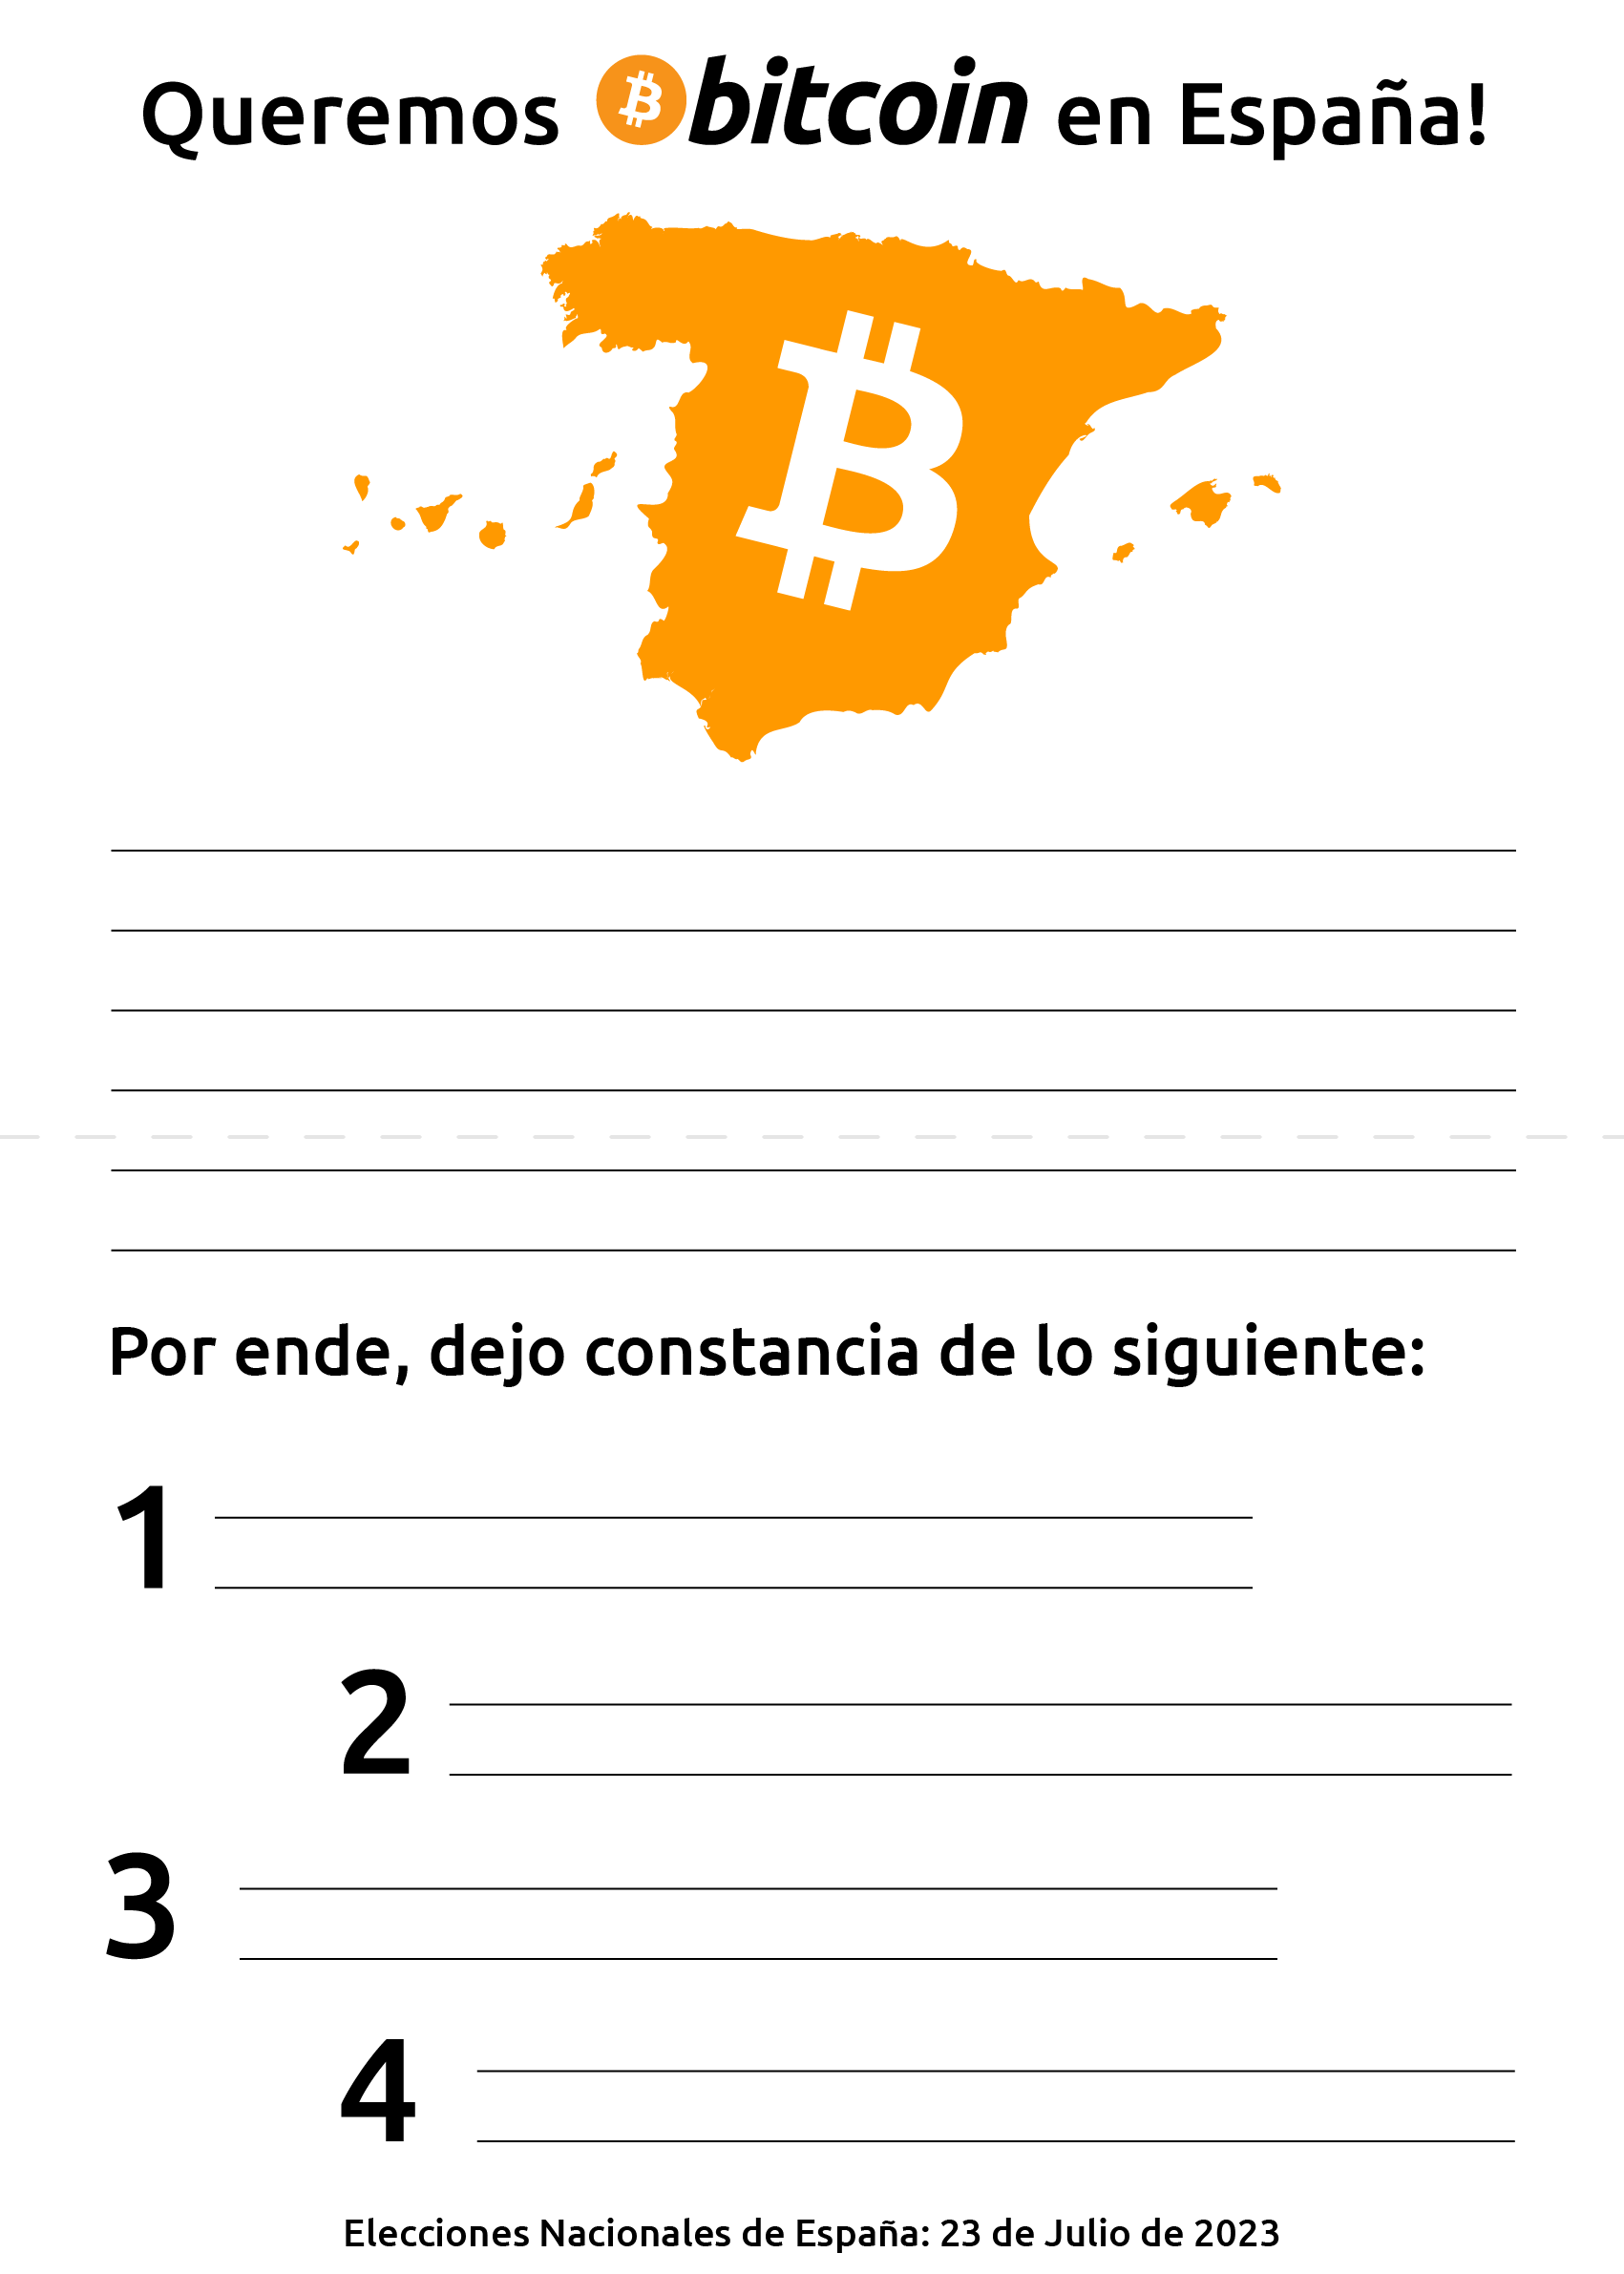 Queremos bitcoin en España!
Por ende, dejo constancia de lo siguiente:
1
2
3
4
Elecciones Nacionales de España: 23 de Julio de 2023